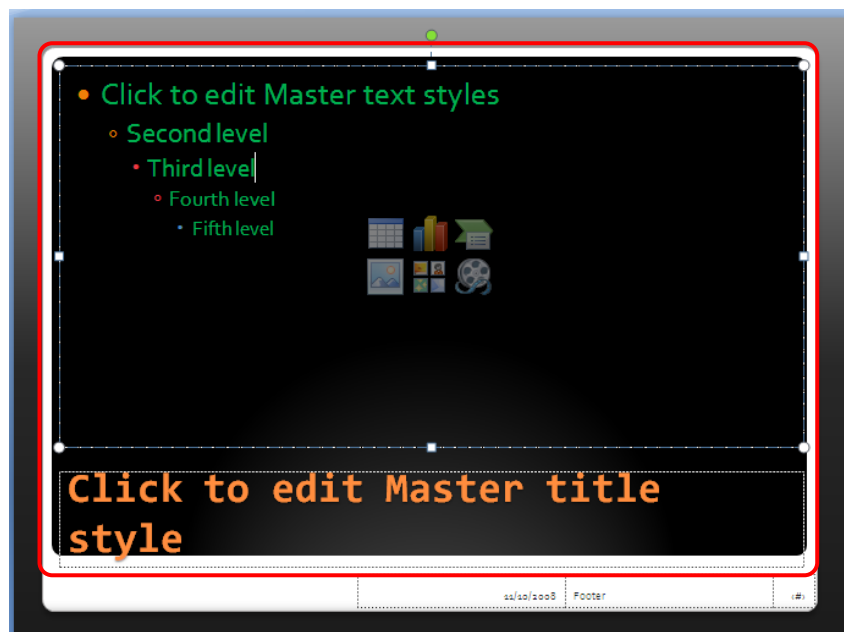 Click to edit Master text styles
Second level
Third level
Fourth level
Fifth level
Click to edit Master title
style
11/10/2008 Footer ‹#›